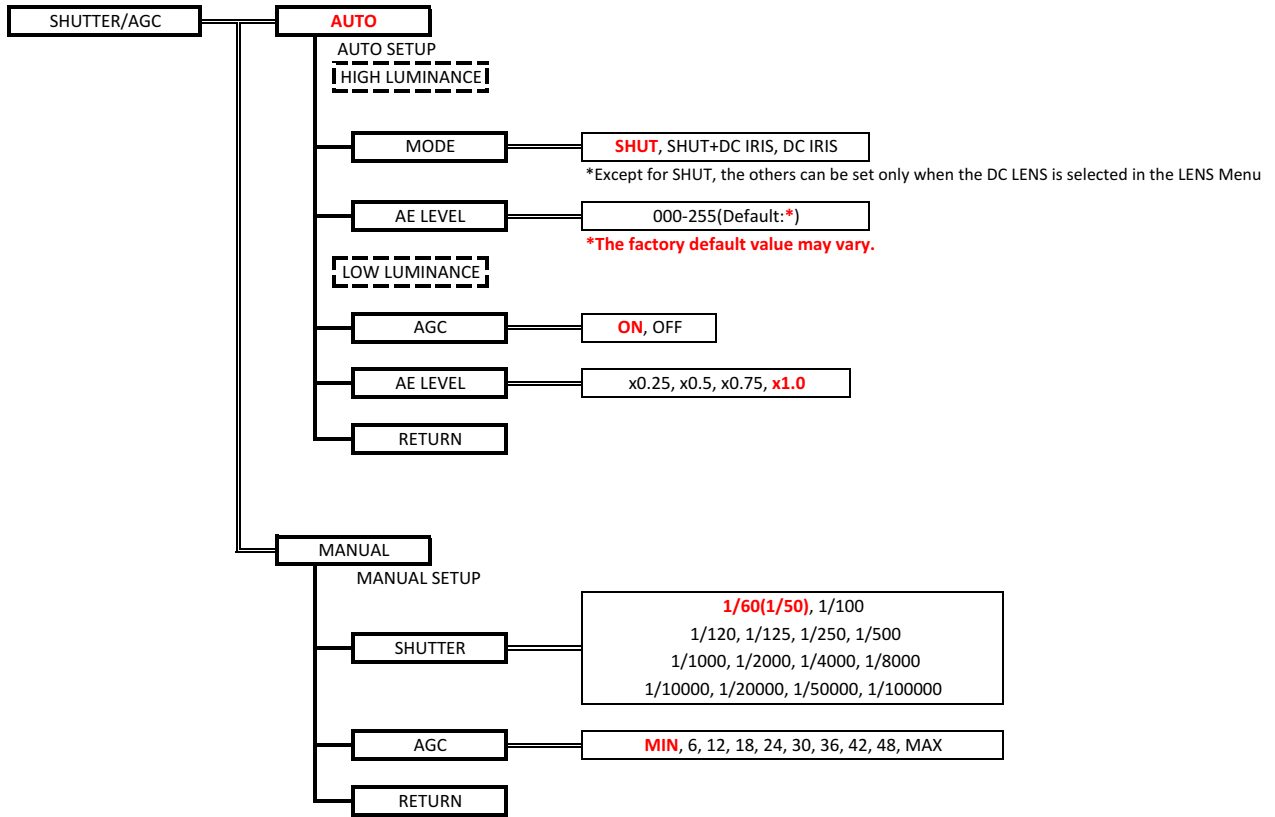 SHUTTER/AGC
AUTO
AUTO SETUP
HIGH LUMINANCE
MODE
SHUT, SHUT+DC IRIS, DC IRIS
*Except for SHUT, the others can be set only when the DC LENS is selected in the LENS Menu
AE LEVEL
000-255(Default:*)
*The factory default value may vary.
LOW LUMINANCE
AGC
ON, OFF
AE LEVEL
x0.25, x0.5, x0.75, x1.0
RETURN
MANUAL
MANUAL SETUP
SHUTTER
1/60(1/50), 1/100
1/120, 1/125, 1/250, 1/500
1/1000, 1/2000, 1/4000, 1/8000
1/10000, 1/20000, 1/50000, 1/100000
AGC
MIN, 6, 12, 18, 24, 30, 36, 42, 48, MAX
RETURN